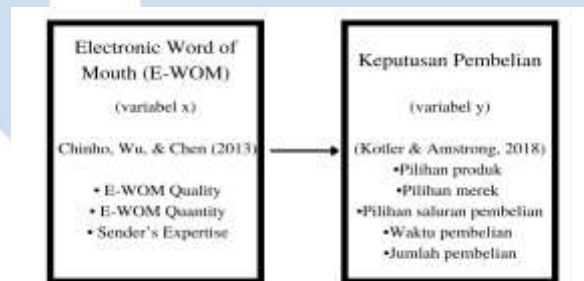 Electronic Word of
Mouth (E-WOM)
(variabel x)
Chinho, Wu, & Chen (2013)
• E-WOM Quality
• E-WOM Quantity
• Sender's Expertise
Keputusan Pembelian
(variabel y)
(Kotler & Amstrong, 2018)
•Pilihan produk
•Pilihan merek
•Pilihan saluran pembelian
•Waktu pembelian
•Jumlah pembelian